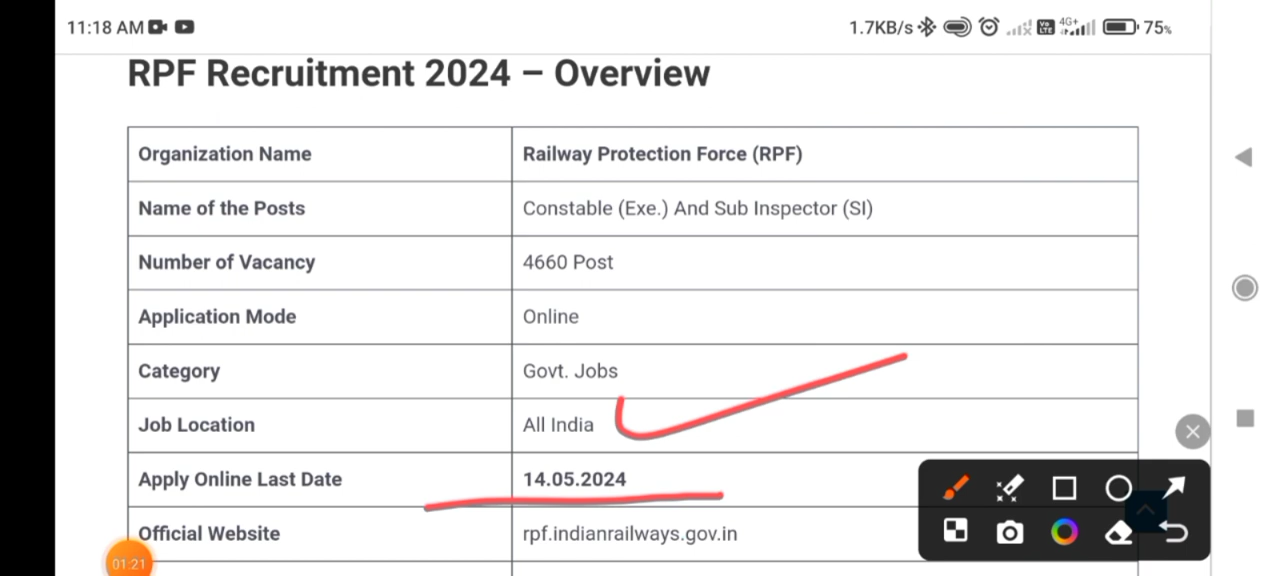 11:18 AM 1.7KB/s 4G+ 75%
RPF Recruitment 2024 – Overview
Organization Name Railway Protection Force (RPF)
Name of the Posts Constable (Exe.) And Sub Inspector (SI)
Number of Vacancy 4660 Post
Application Mode Online
Category Govt. Jobs
Job Location All India
Apply Online Last Date 14.05.2024
Official Website rpf.indianrailways.gov.in
01:21